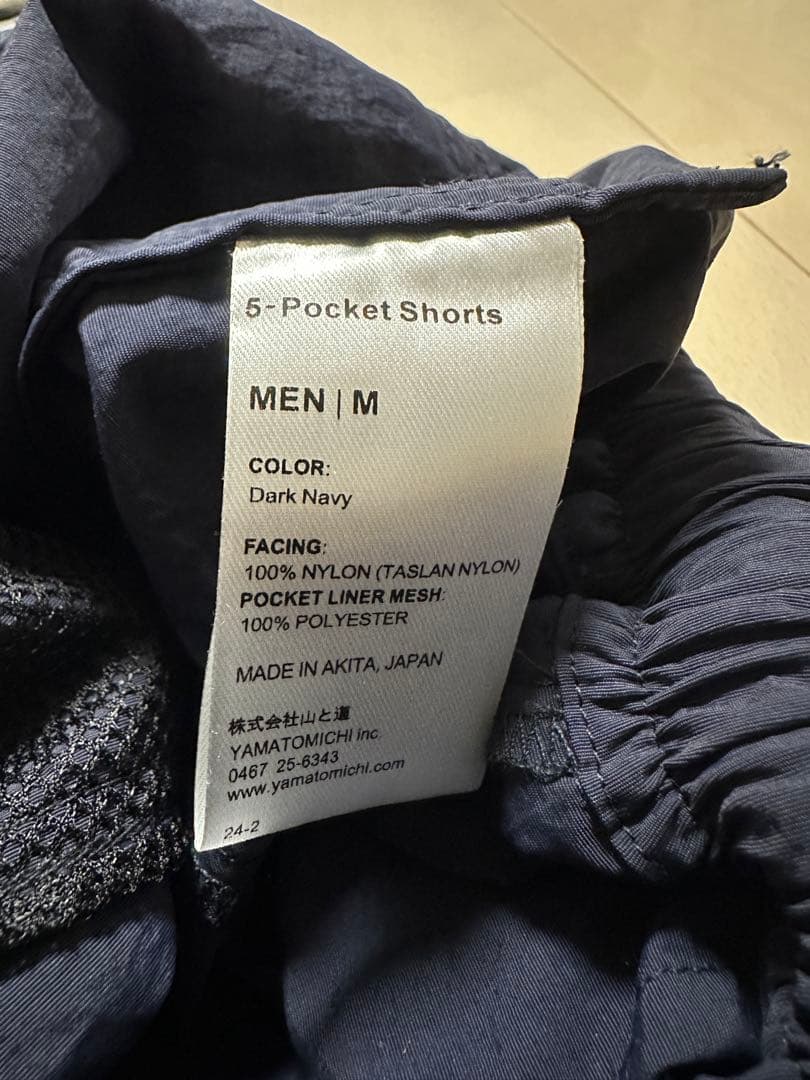 5-Pocket Shorts
MEN | M
COLOR:
Dark Navy
FACING:
100% NYLON (TASLAN NYLON)
POCKET LINER MESH:
100% POLYESTER
MADE IN AKITA, JAPAN
株式会社山と道
YAMATOMICHI inc.
0467 25-6343
www.yamatomichi.com
24-2